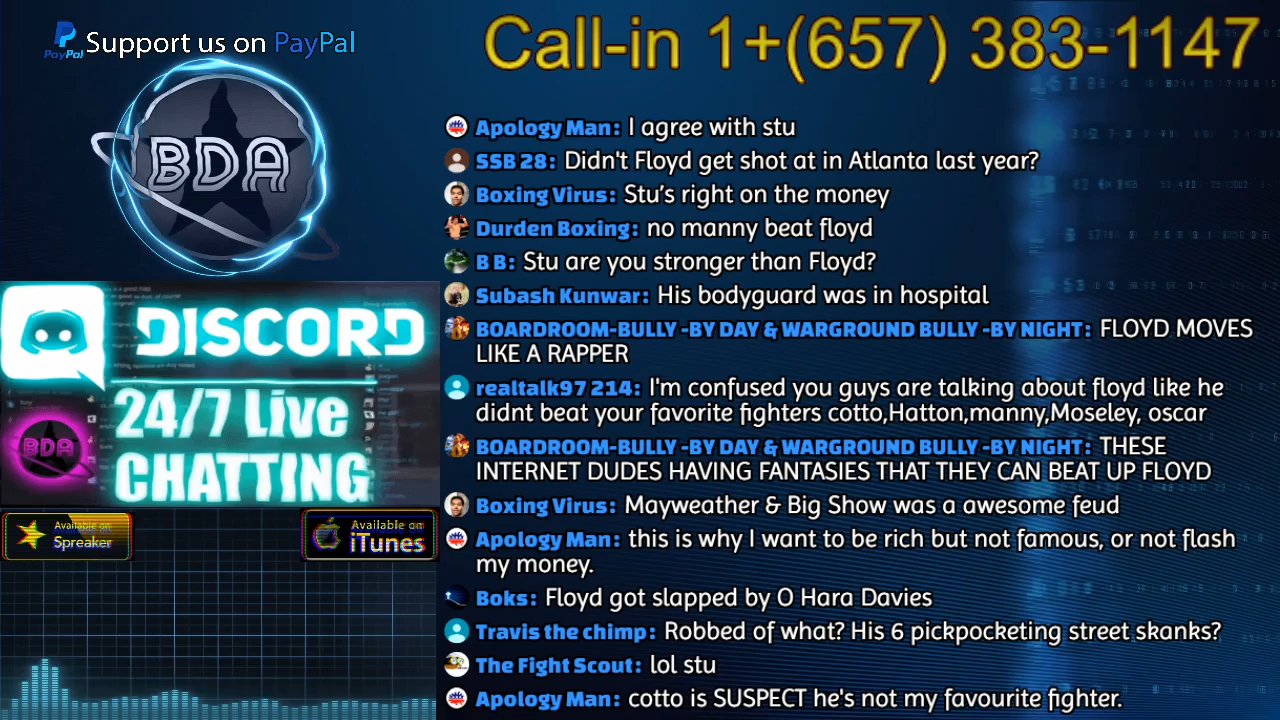 PayPal
Support us on PayPal
Call-in 1+(657) 383-1147
BDA
Apology Man: I agree with stu
SSB 28: Didn't Floyd get shot at in Atlanta last year?
Boxing Virus: Stu's right on the money
Durden Boxing: no manny beat floyd
B B: Stu are you stronger than Floyd?
Subash Kunwar: His bodyguard was in hospital
BOARDROOM-BULLY -BY DAY & WARGROUND BULLY -BY NIGHT: FLOYD MOVES
LIKE A RAPPER
realtalk97 214: I'm confused you guys are talking about floyd like he
didnt beat your favorite fighters cotto,Hatton,manny,Moseley, oscar
BOARDROOM-BULLY -BY DAY & WARGROUND BULLY -BY NIGHT: THESE
INTERNET DUDES HAVING FANTASIES THAT THEY CAN BEAT UP FLOYD
Boxing Virus: Mayweather & Big Show was a awesome feud
Apology Man: this is why I want to be rich but not famous, or not flash
my money.
Boks: Floyd got slapped by O Hara Davies
Travis the chimp: Robbed of what? His 6 pickpocketing street skanks?
The Fight Scout: lol stu
Apology Man: cotto is SUSPECT he's not my favourite fighter.
DISCORD
24/7 Live
CHATTING
BDA
Available on
Spreaker
Available on
iTunes